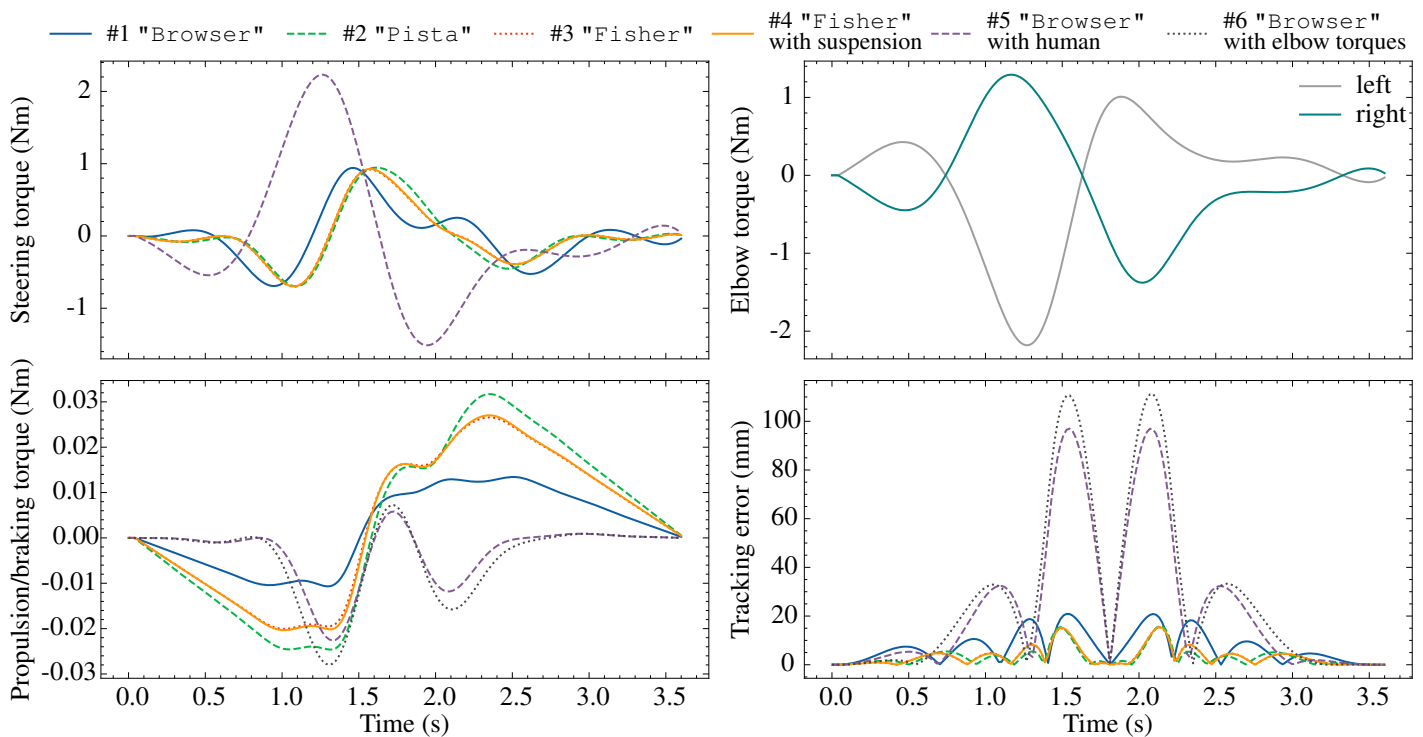 #1 "Browser" #2 "Pista" #3 "Fisher" #4 "Fisher" #5 "Browser" #6 "Browser"
with suspension with human with elbow torques
Steering torque (Nm)
2
1
0
-1
Elbow torque (Nm)
1
0
-1
-2
left
right
Propulsion/braking torque (Nm)
0.03
0.02
0.01
0.00
-0.01
-0.02
-0.03
0.0 0.5 1.0 1.5 2.0 2.5 3.0 3.5
Time (s)
Tracking error (mm)
100
80
60
40
20
0
0.0 0.5 1.0 1.5 2.0 2.5 3.0 3.5
Time (s)